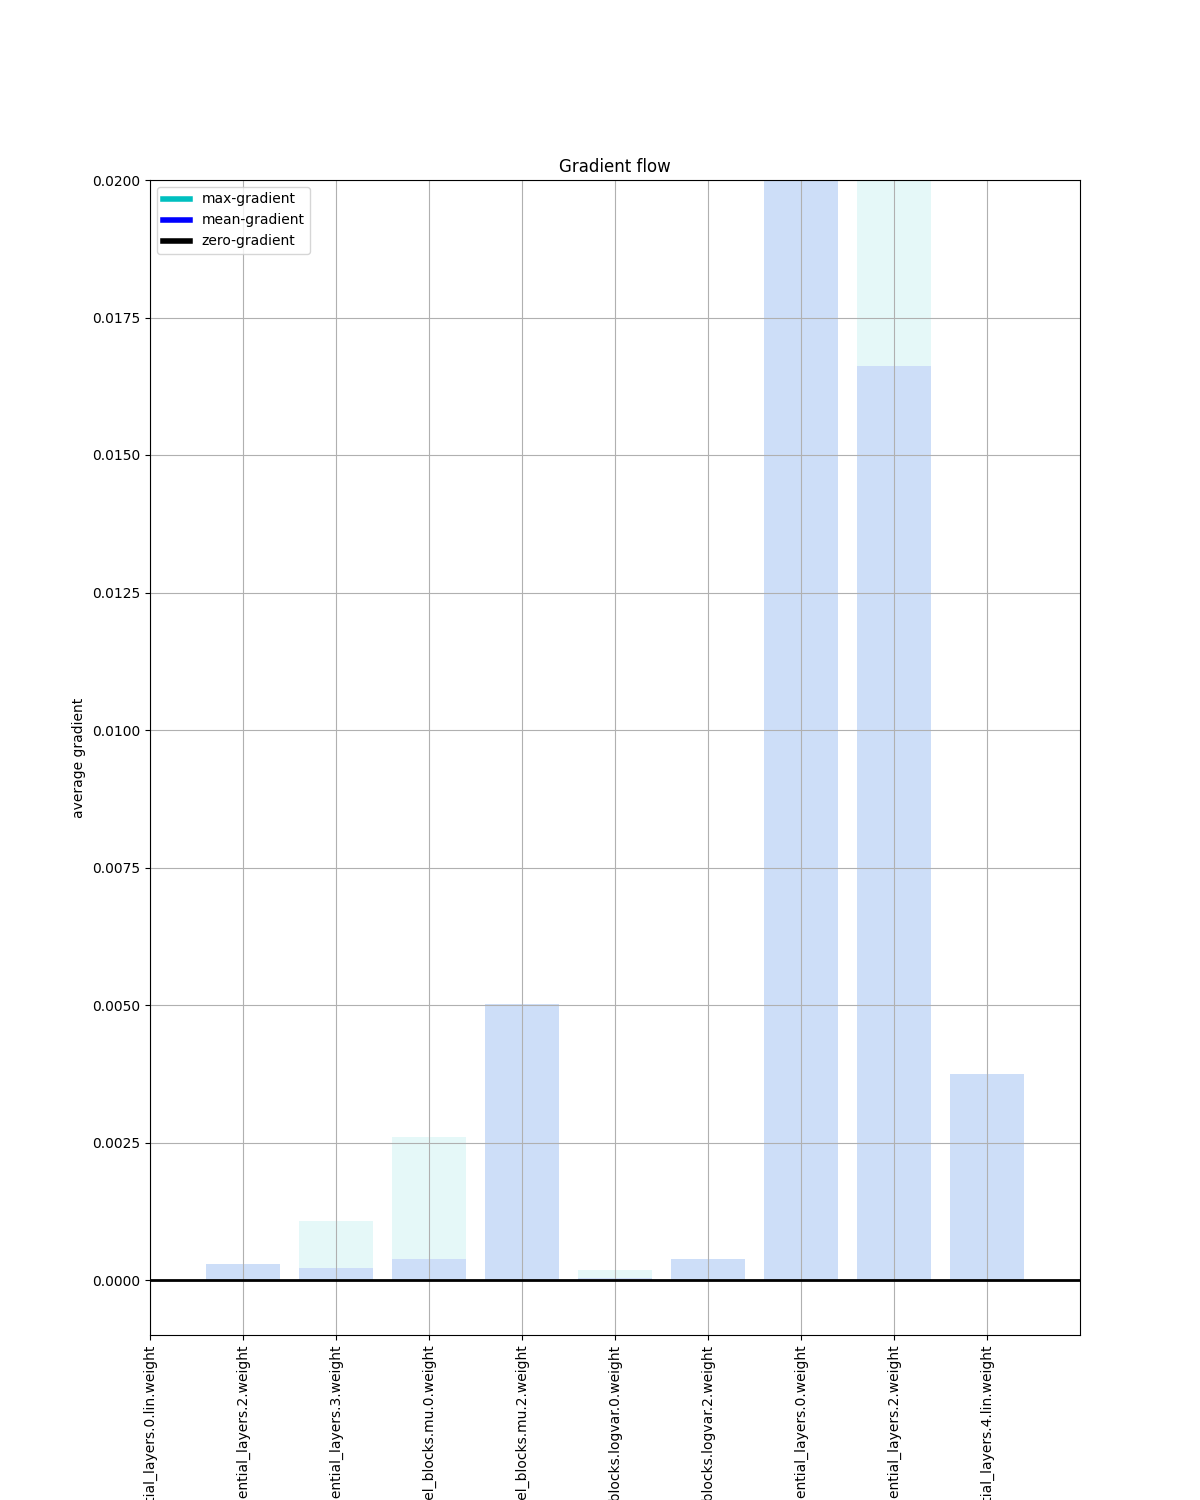 Gradient flow
max-gradient
mean-gradient
zero-gradient
0.0200
0.0175
0.0150
0.0125
0.0100
0.0075
0.0050
0.0025
0.0000
average gradient
tial_layers.0.lin.weight
ential_layers.2.weight
ential_layers.3.weight
el_blocks.mu.0.weight
el_blocks.mu.2.weight
blocks.logvar.0.weight
blocks.logvar.2.weight
ential_layers.0.weight
ential_layers.2.weight
tial_layers.4.lin.weight